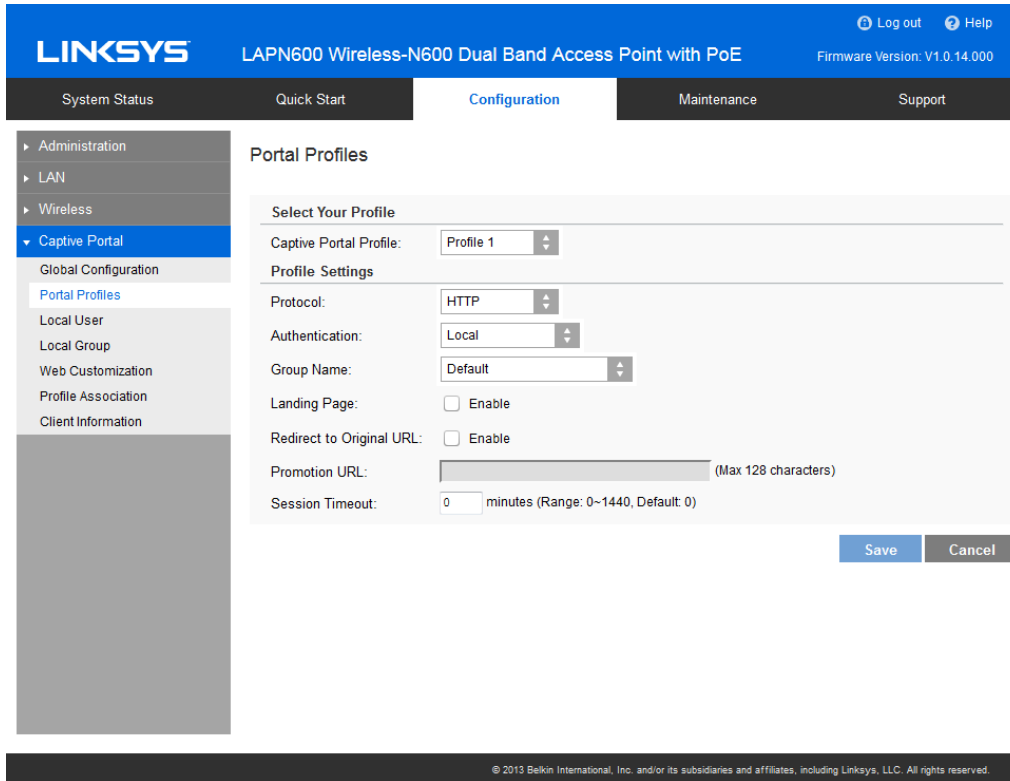 Log out Help
LINKSYS LAPN600 Wireless-N600 Dual Band Access Point with PoE Firmware Version: V1.0.14.000
System Status Quick Start Configuration Maintenance Support
Administration
LAN
Wireless
Captive Portal
Global Configuration
Portal Profiles
Local User
Local Group
Web Customization
Profile Association
Client Information
Portal Profiles
Select Your Profile
Captive Portal Profile: Profile 1
Profile Settings
Protocol: HTTP
Authentication: Local
Group Name: Default
Landing Page: Enable
Redirect to Original URL: Enable
Promotion URL: (Max 128 characters)
Session Timeout: 0 minutes (Range: 0~1440, Default: 0)
Save Cancel
© 2013 Belkin International, Inc. and/or its subsidiaries and affiliates, including Linksys, LLC. All rights reserved.